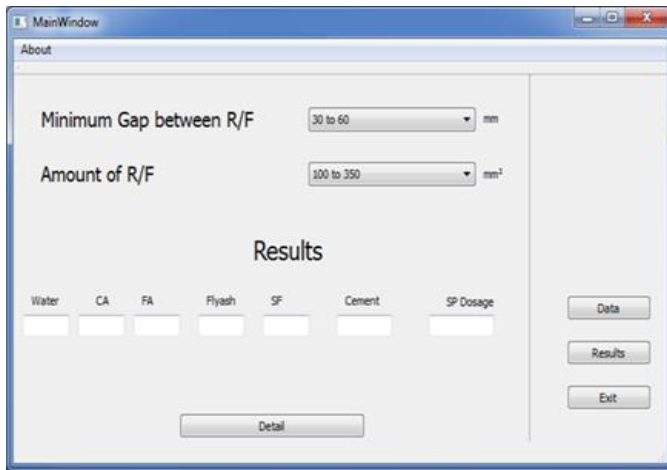 MainWindow
About
Minimum Gap between R/F 30 to 60 mm
Amount of R/F 100 to 350 mm²
Results
Water CA FA Flyash SF Cement SP Dosage
Data
Results
Exit
Detail